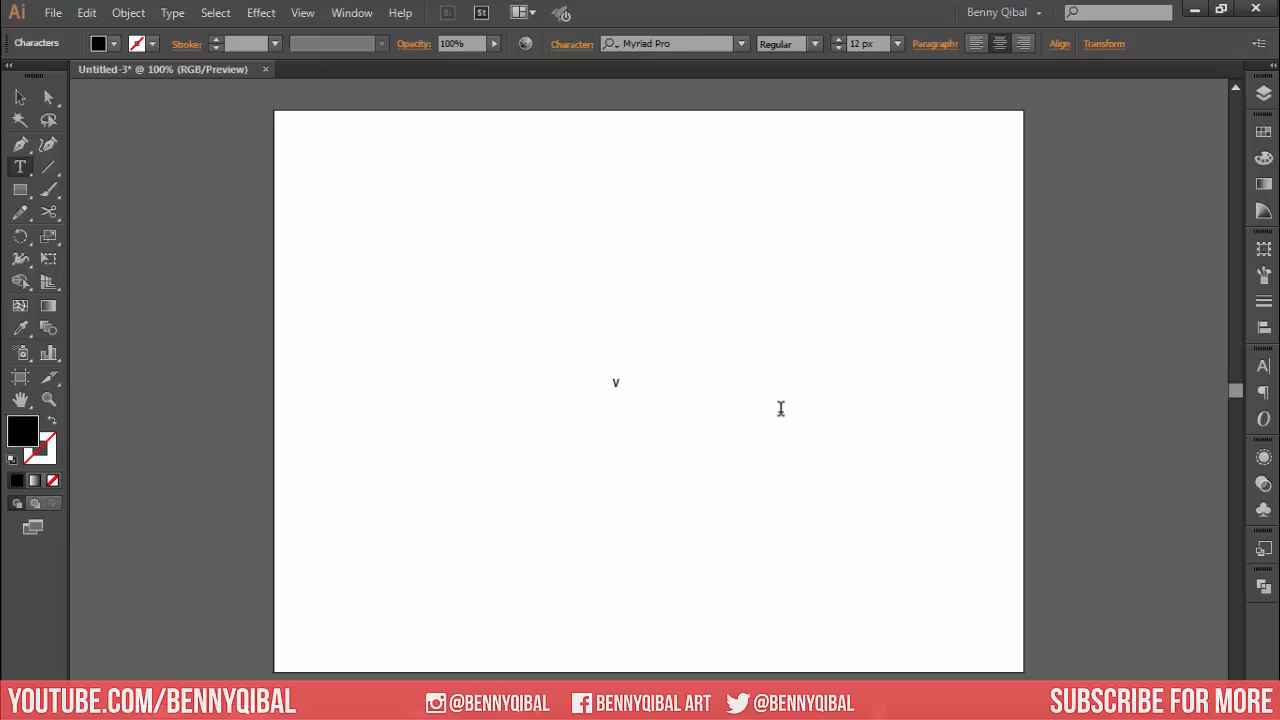 Ai File Edit Object Type Select Effect View Window Help Br St Benny Qibal
Characters Stroke: Opacity: 100% Character: Myriad Pro Regular 12 px Paragraph: Align Transform
Untitled-3* @ 100% (RGB/Preview) ×
v
YOUTUBE.COM/BENNYQIBAL @BENNYQIBAL BENNYQIBAL ART @BENNYQIBAL SUBSCRIBE FOR MORE